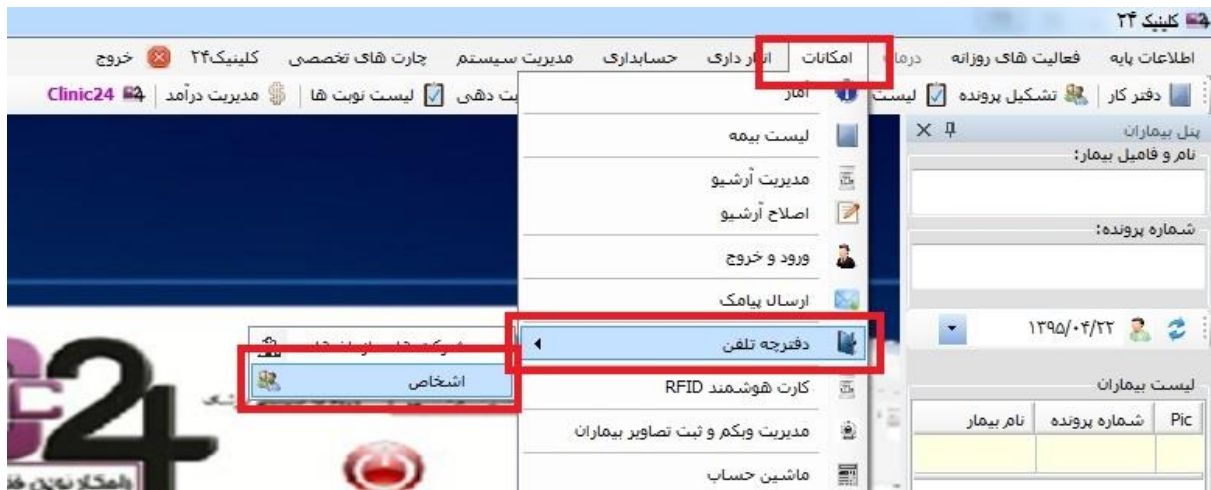 کلینیک ۲۴
اطلاعات پایه فعالیت های روزانه امکانات انبار داری حسابداری مدیریت سیستم چارت های تخصصی کلینیک۲۴ خروج
دفتر کار تشکیل پرونده لیست دهی لیست نوبت ها مدیریت درآمد Clinic24
آمار
لیست بیمه
مدیریت آرشیو
اصلاح آرشیو
ورود و خروج
ارسال پیامک
دفترچه تلفن
اشخاص
کارت هوشمند RFID
مدیریت وبکم و ثبت تصاویر بیماران
ماشین حساب
پنل بیماران
نام و فامیل بیمار:
شماره پرونده:
۱۳۹۵/۰۴/۲۲
لیست بیماران
Pic شماره پرونده نام بیمار
24